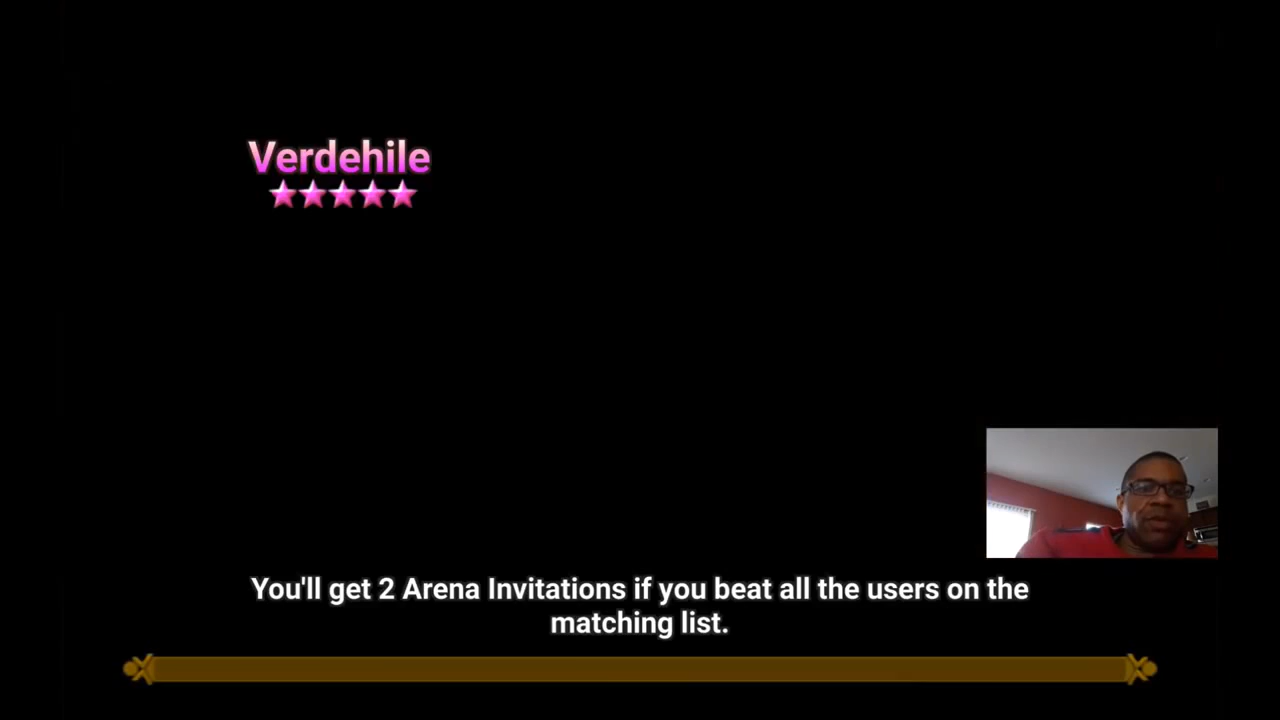 Verdehile
You'll get 2 Arena Invitations if you beat all the users on the
matching list.